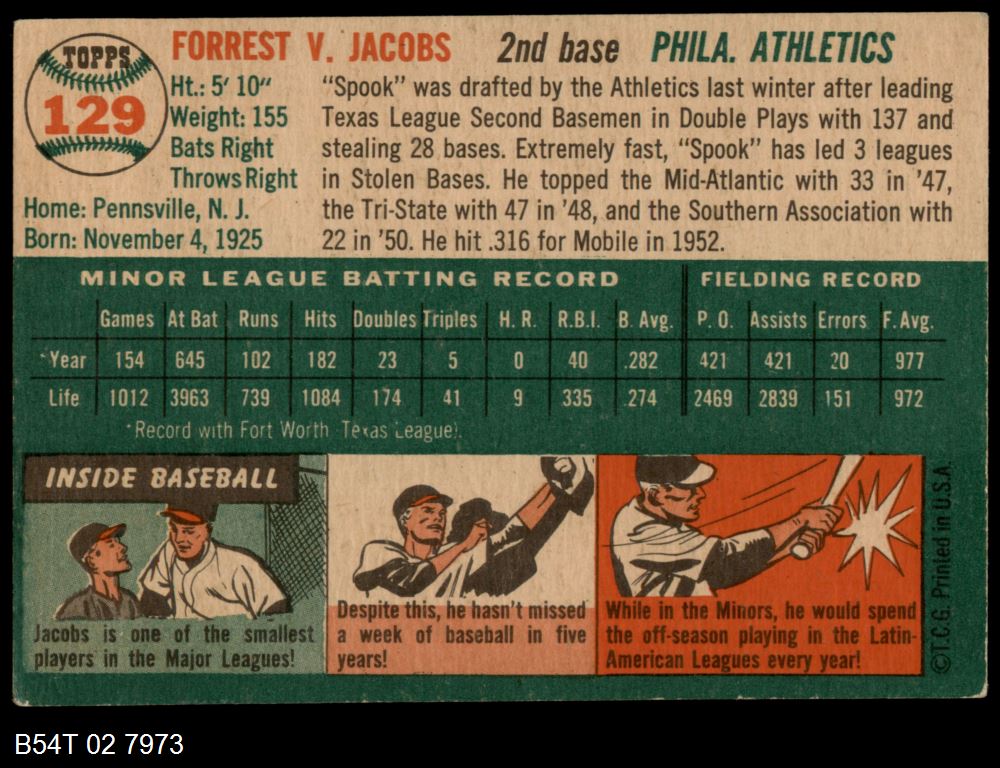 TOPPS
129
FORREST V. JACOBS 2nd base PHILA. ATHLETICS
Ht.: 5' 10"
Weight: 155
Bats Right
Throws Right
Home: Pennsville, N. J.
Born: November 4, 1925
"Spook" was drafted by the Athletics last winter after leading
Texas League Second Basemen in Double Plays with 137 and
stealing 28 bases. Extremely fast, "Spook" has led 3 leagues
in Stolen Bases. He topped the Mid-Atlantic with 33 in '47,
the Tri-State with 47 in '48, and the Southern Association with
22 in '50. He hit .316 for Mobile in 1952.
MINOR LEAGUE BATTING RECORD FIELDING RECORD
Games At Bat Runs Hits Doubles Triples H. R. R.B.I. B. Avg. P. O. Assists Errors F. Avg.
*Year 154 645 102 182 23 5 0 40 .282 421 421 20 977
Life 1012 3963 739 1084 174 41 9 335 .274 2469 2839 151 972
*Record with Fort Worth Texas League).
INSIDE BASEBALL
Jacobs is one of the smallest
players in the Major Leagues!
Despite this, he hasn't missed
a week of baseball in five
years!
While in the Minors, he would spend
the off-season playing in the Latin-
American Leagues every year!
©T.C.G. Printed in U.S.A.
B54T 02 7973